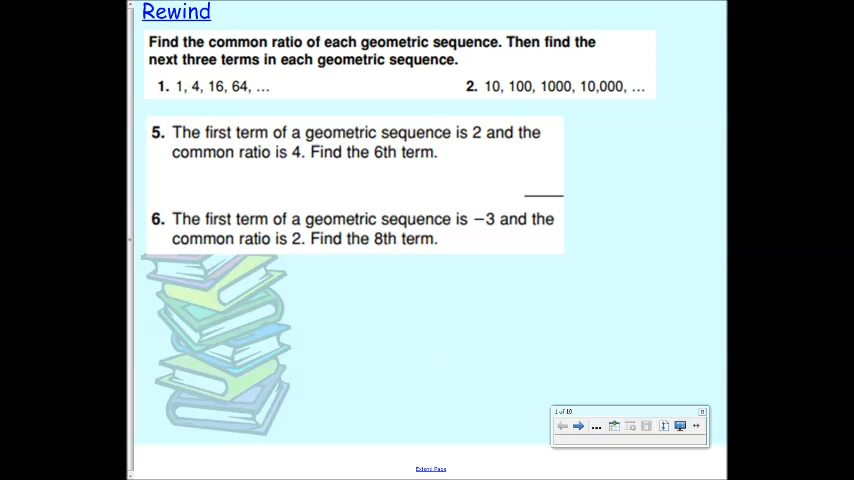 Rewind
Find the common ratio of each geometric sequence. Then find the
next three terms in each geometric sequence.
1. 1, 4, 16, 64, ...
2. 10, 100, 1000, 10,000, ...
5. The first term of a geometric sequence is 2 and the
common ratio is 4. Find the 6th term.
6. The first term of a geometric sequence is −3 and the
common ratio is 2. Find the 8th term.
1 of 10
Extend Page